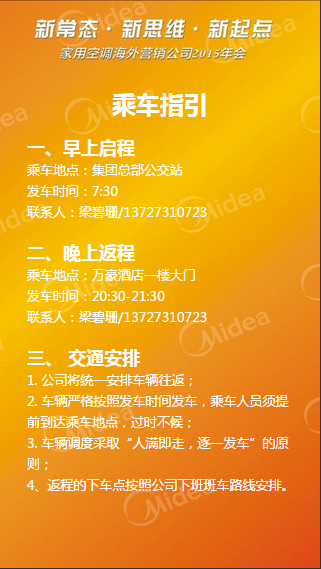 新常态·新思维·新起点
家用空调海外营销公司2015年会
乘车指引
一、早上启程
乘车地点：集团总部公交站
发车时间：7:30
联系人：梁碧珊/13727310723
二、晚上返程
乘车地点：万豪酒店一楼大门
发车时间：20:30-21:30
联系人：梁碧珊/13727310723
三、 交通安排
1. 公司将统一安排车辆往返；
2. 车辆严格按照发车时间发车，乘车人员须提
前到达乘车地点，过时不候；
3. 车辆调度采取“人满即走，逐一发车”的原
则；
4、返程的下车点按照公司下班班车路线安排。
Midea
Midea
Midea
Midea
Midea
Midea